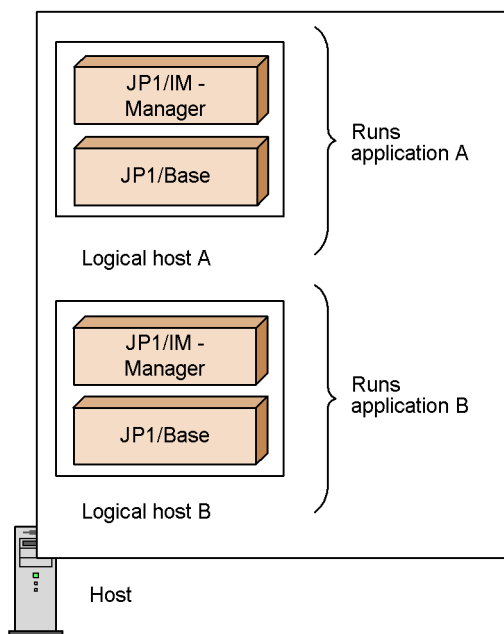 JP1/IM -
Manager
JP1/Base
Runs
application A
Logical host A
JP1/IM -
Manager
JP1/Base
Runs
application B
Logical host B
Host